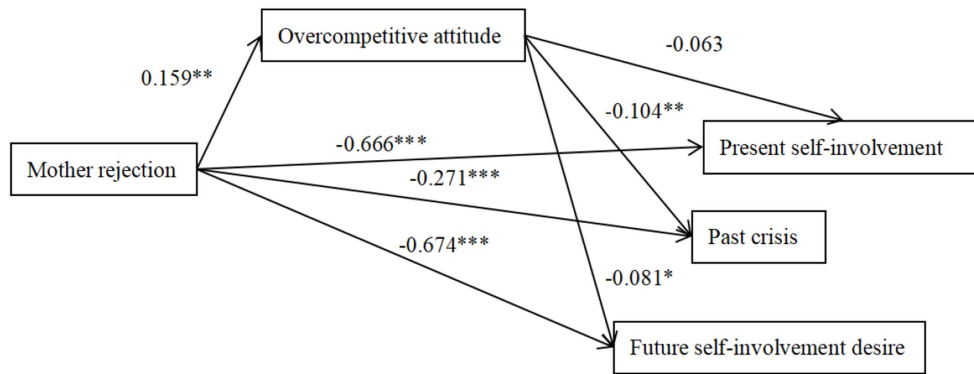 Overcompetitive attitude
-0.063
0.159**
-0.104**
-0.666***
Present self-involvement
Mother rejection
-0.271***
-0.674***
Past crisis
-0.081*
Future self-involvement desire